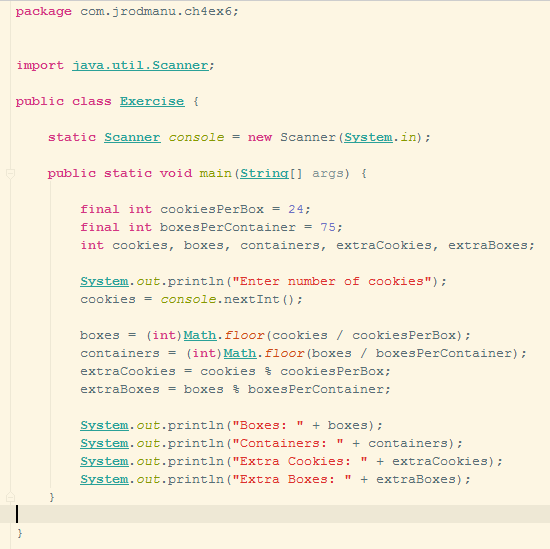 package com.jrodmanu.ch4ex6;
import java.util.Scanner;
public class Exercise {
static Scanner console = new Scanner(System.in);
public static void main(String[] args) {
final int cookiesPerBox = 24;
final int boxesPerContainer = 75;
int cookies, boxes, containers, extraCookies, extraBoxes;
System.out.println("Enter number of cookies");
cookies = console.nextInt();
boxes = (int)Math.floor(cookies / cookiesPerBox);
containers = (int)Math.floor(boxes / boxesPerContainer);
extraCookies = cookies % cookiesPerBox;
extraBoxes = boxes % boxesPerContainer;
System.out.println("Boxes: " + boxes);
System.out.println("Containers: " + containers);
System.out.println("Extra Cookies: " + extraCookies);
System.out.println("Extra Boxes: " + extraBoxes);
}
}